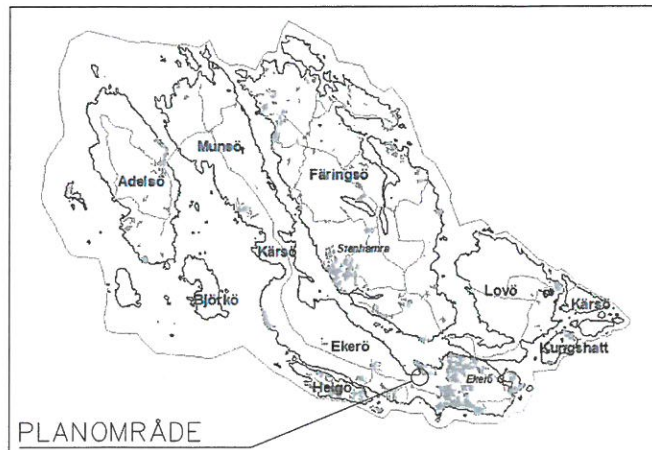 Munsö
Adelsö
Färingsö
Stenhamra
Kärsö
Björkö
Lovö
Kärsö
Kungshatt
Ekerö
Ekerö
Helgö
PLANOMRÅDE